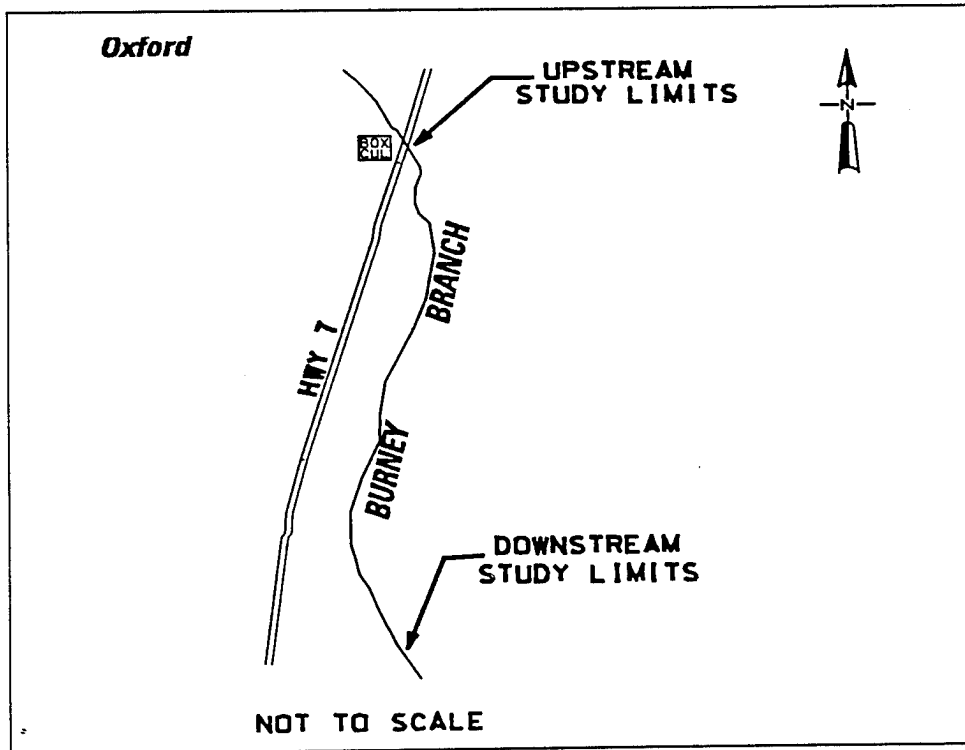 Oxford
UPSTREAM
STUDY LIMITS
N
BOX
CUL
BRANCH
HWY 7
BURNEY
DOWNSTREAM
STUDY LIMITS
NOT TO SCALE